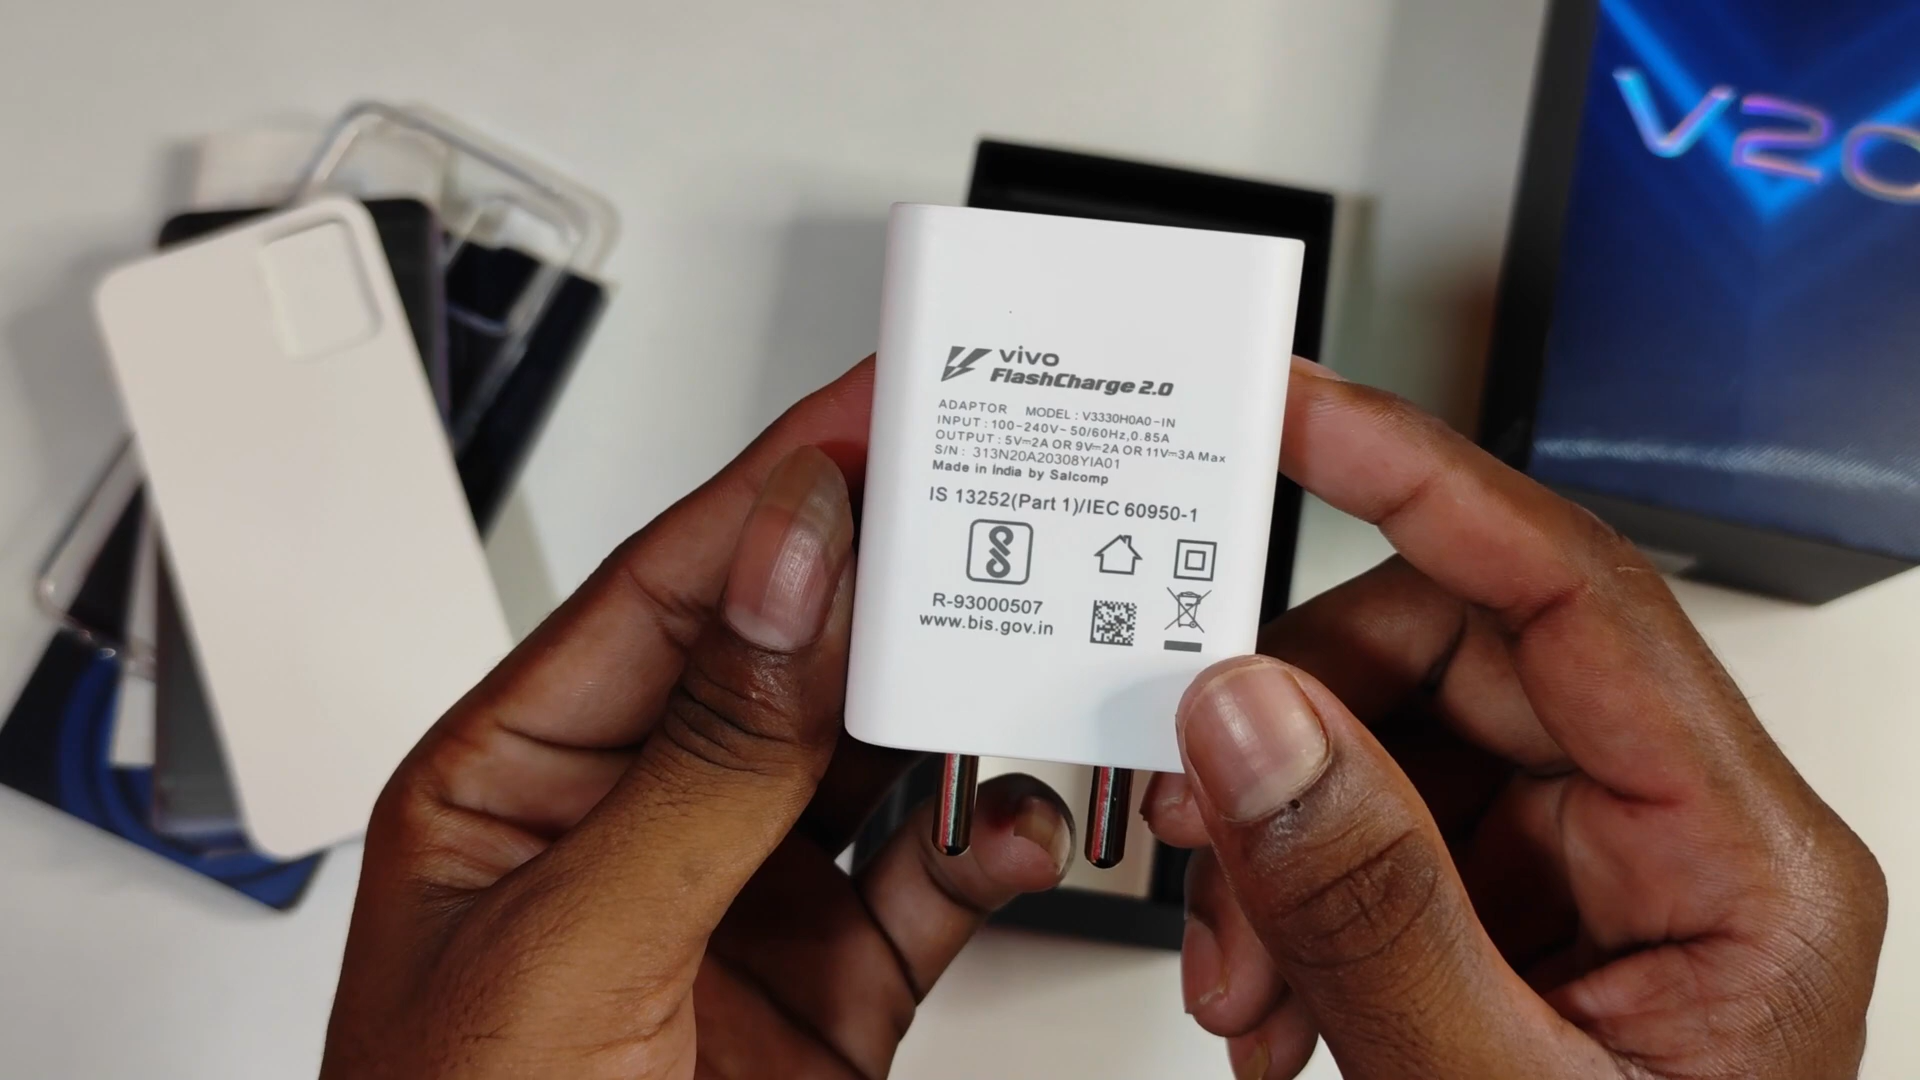 vivo
FlashCharge 2.0
ADAPTOR MODEL : V3330H0A0-IN
INPUT : 100-240V~ 50/60Hz,0.85A
OUTPUT : 5V⎓2A OR 9V⎓2A OR 11V⎓3A Max
S/N : 313N20A20308YIA01
Made in India by Salcomp
IS 13252(Part 1)/IEC 60950-1
R-93000507
www.bis.gov.in
V20